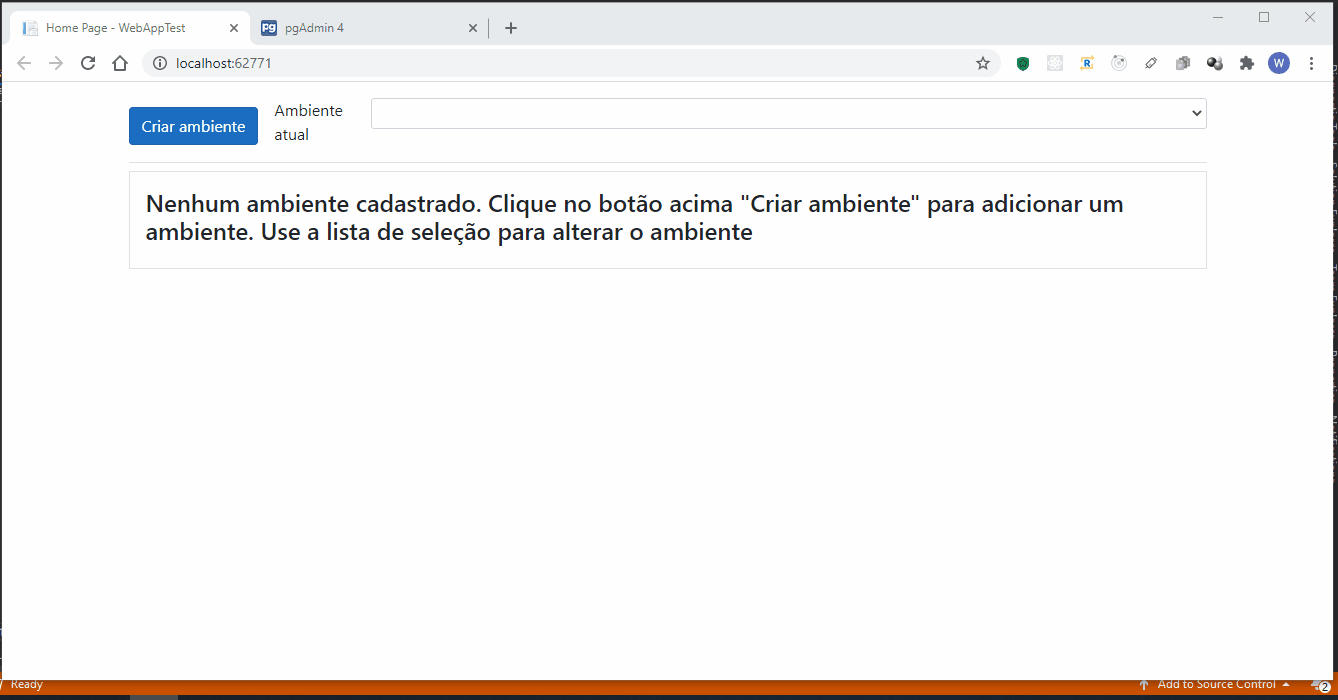 Home Page - WebAppTest
pgAdmin 4
localhost:62771
R
W
Criar ambiente
Ambiente
atual
Nenhum ambiente cadastrado. Clique no botão acima "Criar ambiente" para adicionar um
ambiente. Use a lista de seleção para alterar o ambiente
Ready
Add to Source Control
2